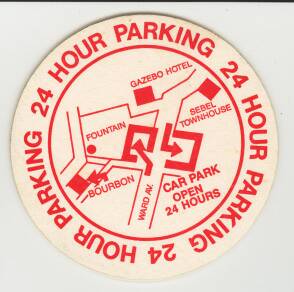 24 HOUR PARKING 24 HOUR PARKING 24 HOUR PARKING
GAZEBO HOTEL
SEBEL
TOWNHOUSE
FOUNTAIN
BOURBON
WARD AV.
CAR PARK
OPEN
24 HOURS